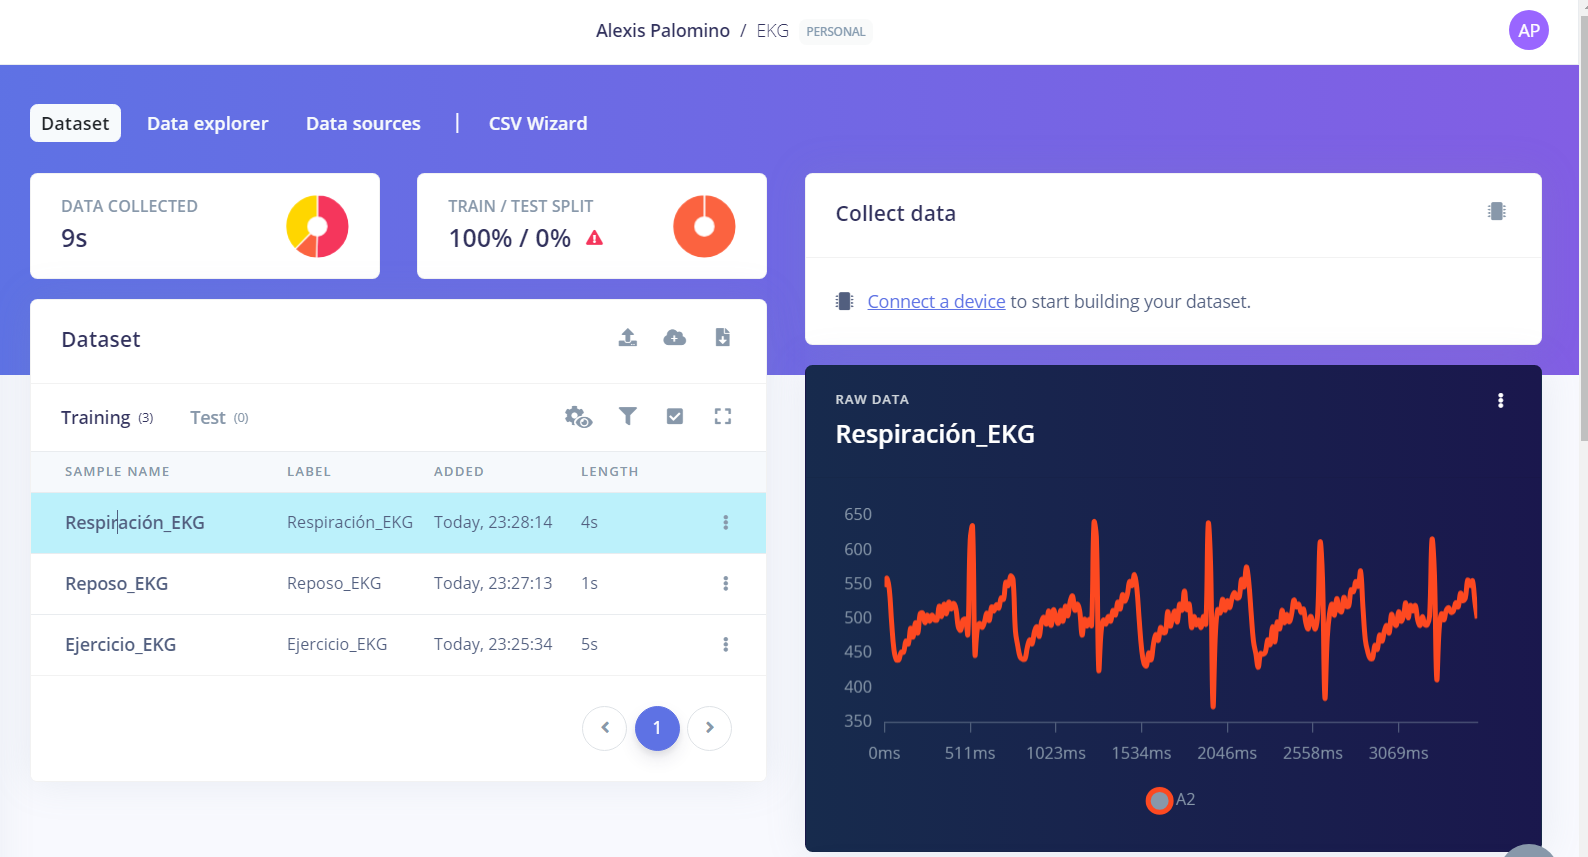 Alexis Palomino / EKG PERSONAL
AP
Dataset Data explorer Data sources | CSV Wizard
DATA COLLECTED
9s
TRAIN / TEST SPLIT
100% / 0%
Collect data
Connect a device to start building your dataset.
Dataset
Training (3) Test (0)
SAMPLE NAME LABEL ADDED LENGTH
Respiración_EKG Respiración_EKG Today, 23:28:14 4s
Reposo_EKG Reposo_EKG Today, 23:27:13 1s
Ejercicio_EKG Ejercicio_EKG Today, 23:25:34 5s
1
RAW DATA
Respiración_EKG
650
600
550
500
450
400
350
0ms 511ms 1023ms 1534ms 2046ms 2558ms 3069ms
A2